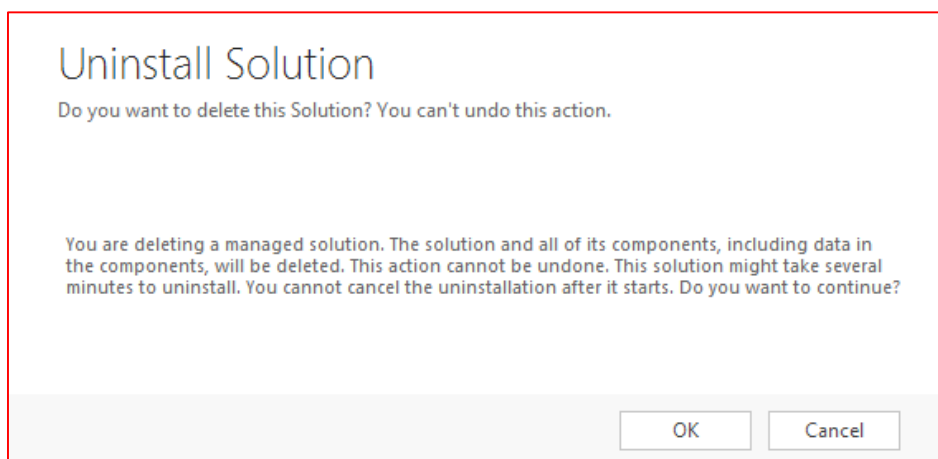 Uninstall Solution
Do you want to delete this Solution? You can't undo this action.
You are deleting a managed solution. The solution and all of its components, including data in
the components, will be deleted. This action cannot be undone. This solution might take several
minutes to uninstall. You cannot cancel the uninstallation after it starts. Do you want to continue?
OK
Cancel